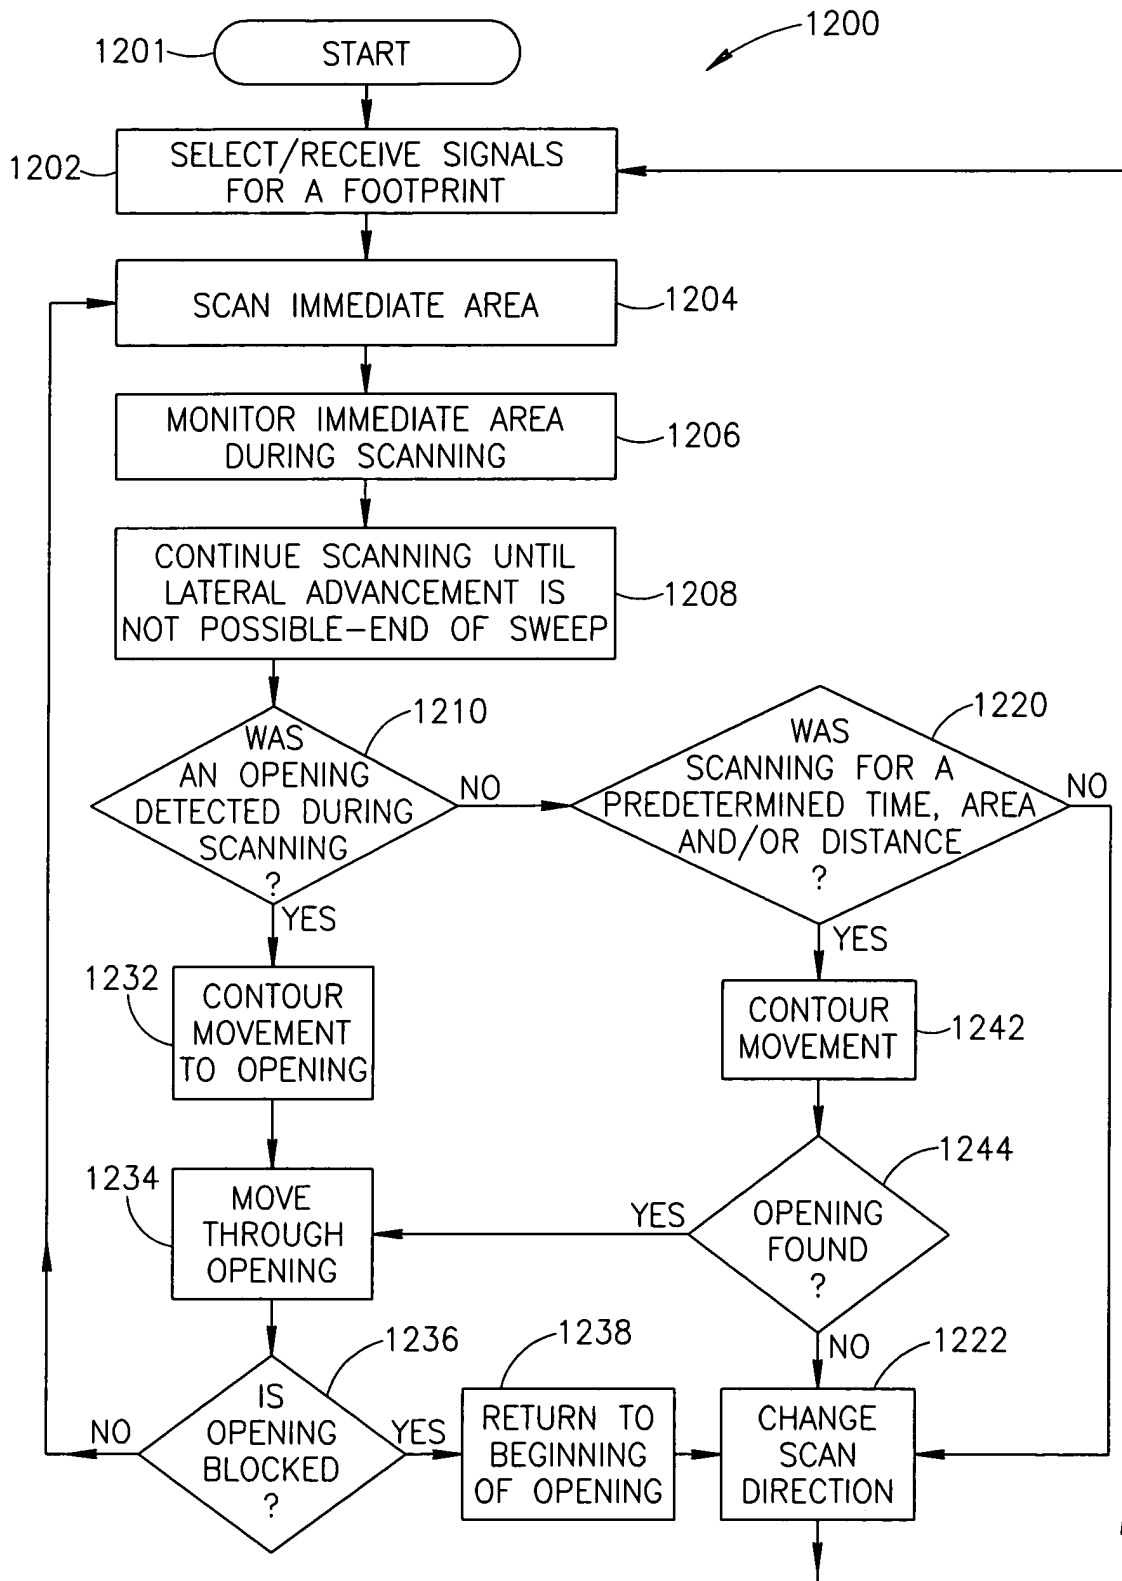 1200
1201
START
1202
SELECT/RECEIVE SIGNALS
FOR A FOOTPRINT
SCAN IMMEDIATE AREA
1204
MONITOR IMMEDIATE AREA
DURING SCANNING
1206
CONTINUE SCANNING UNTIL
LATERAL ADVANCEMENT IS
NOT POSSIBLE-END OF SWEEP
1208
1210
WAS
AN OPENING
DETECTED DURING
SCANNING
?
NO
YES
1220
WAS
SCANNING FOR A
PREDETERMINED TIME, AREA
AND/OR DISTANCE
?
NO
YES
1232
CONTOUR
MOVEMENT
TO OPENING
CONTOUR
MOVEMENT
1242
1234
MOVE
THROUGH
OPENING
YES
1244
OPENING
FOUND
?
NO
1236
IS
OPENING
BLOCKED
?
NO
YES
1238
RETURN TO
BEGINNING
OF OPENING
1222
CHANGE
SCAN
DIRECTION